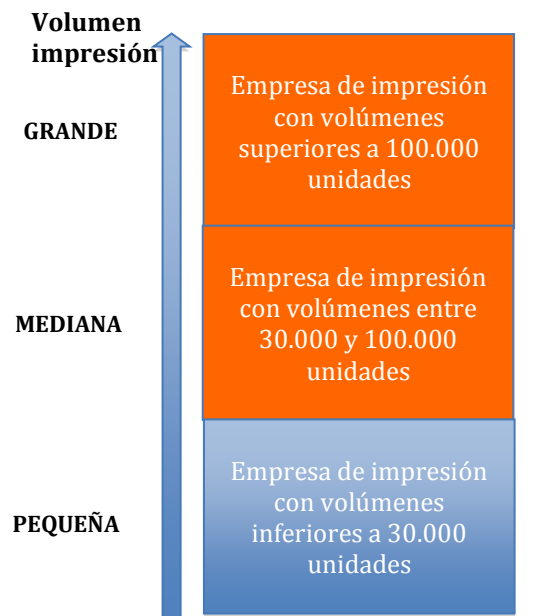 Volumen
impresión
GRANDE
Empresa de impresión
con volúmenes
superiores a 100.000
unidades
MEDIANA
Empresa de impresión
con volúmenes entre
30.000 y 100.000
unidades
PEQUEÑA
Empresa de impresión
con volúmenes
inferiores a 30.000
unidades